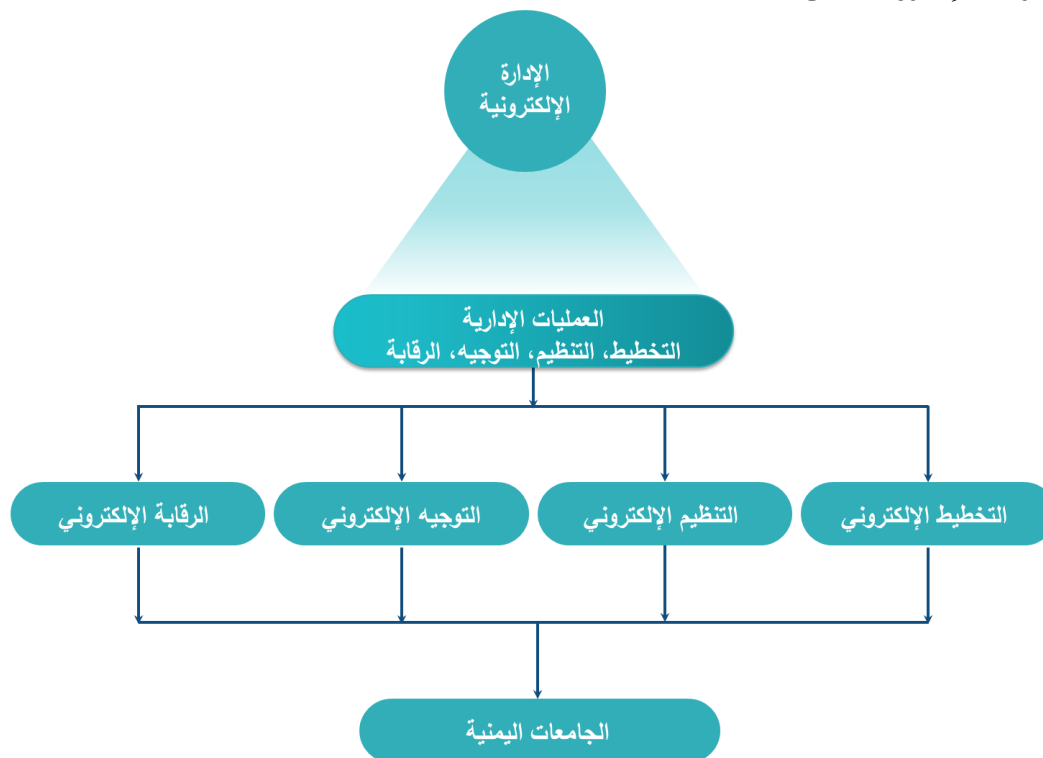 الإدارة
الإلكترونية
العمليات الإدارية
التخطيط، التنظيم، التوجيه، الرقابة
التخطيط الإلكتروني
التنظيم الإلكتروني
التوجيه الإلكتروني
الرقابة الإلكتروني
الجامعات اليمنية